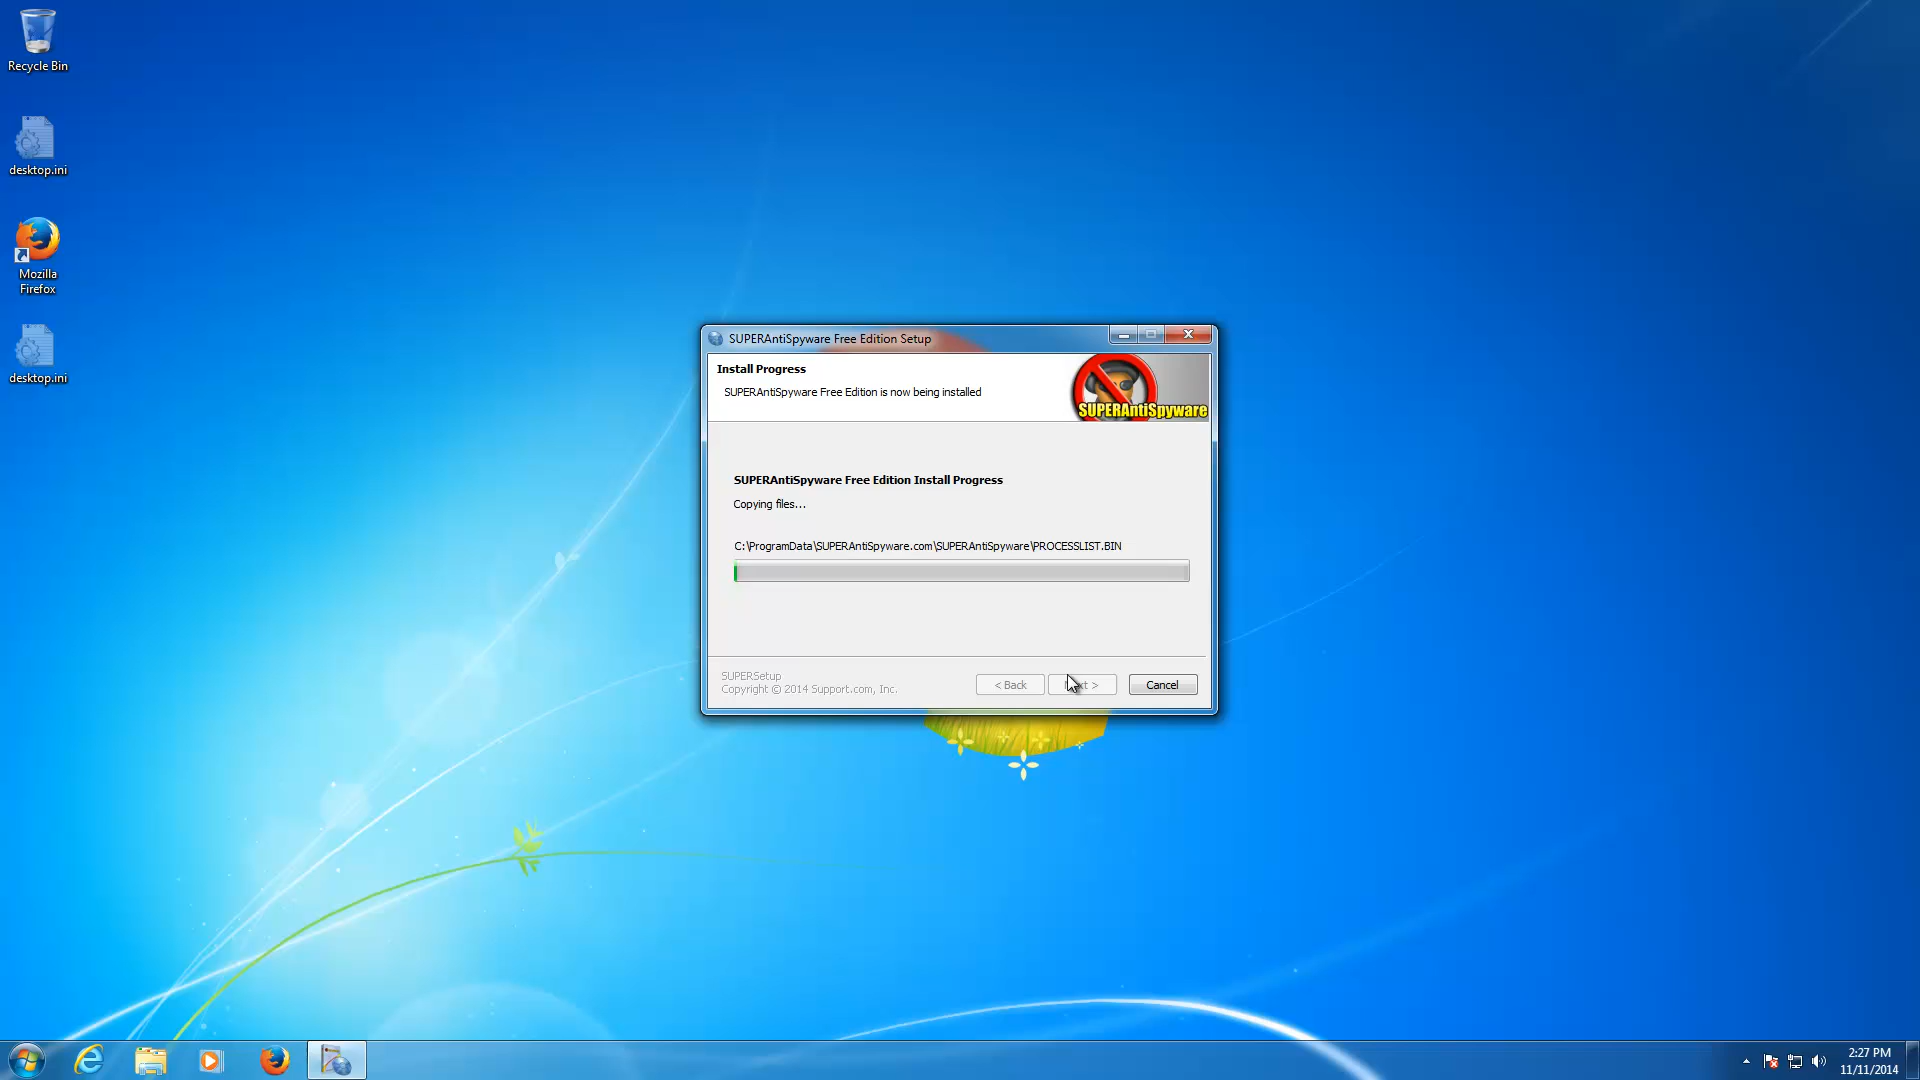 Recycle Bin
desktop.ini
Mozilla
Firefox
desktop.ini
SUPERAntiSpyware Free Edition Setup
Install Progress
SUPERAntiSpyware Free Edition is now being installed
SUPERAntiSpyware
SUPERAntiSpyware Free Edition Install Progress
Copying files...
C:\ProgramData\SUPERAntiSpyware.com\SUPERAntiSpyware\PROCESSLIST.BIN
SUPERSetup
Copyright © 2014 Support.com, Inc.
< Back
>
Cancel
2:27 PM
11/11/2014